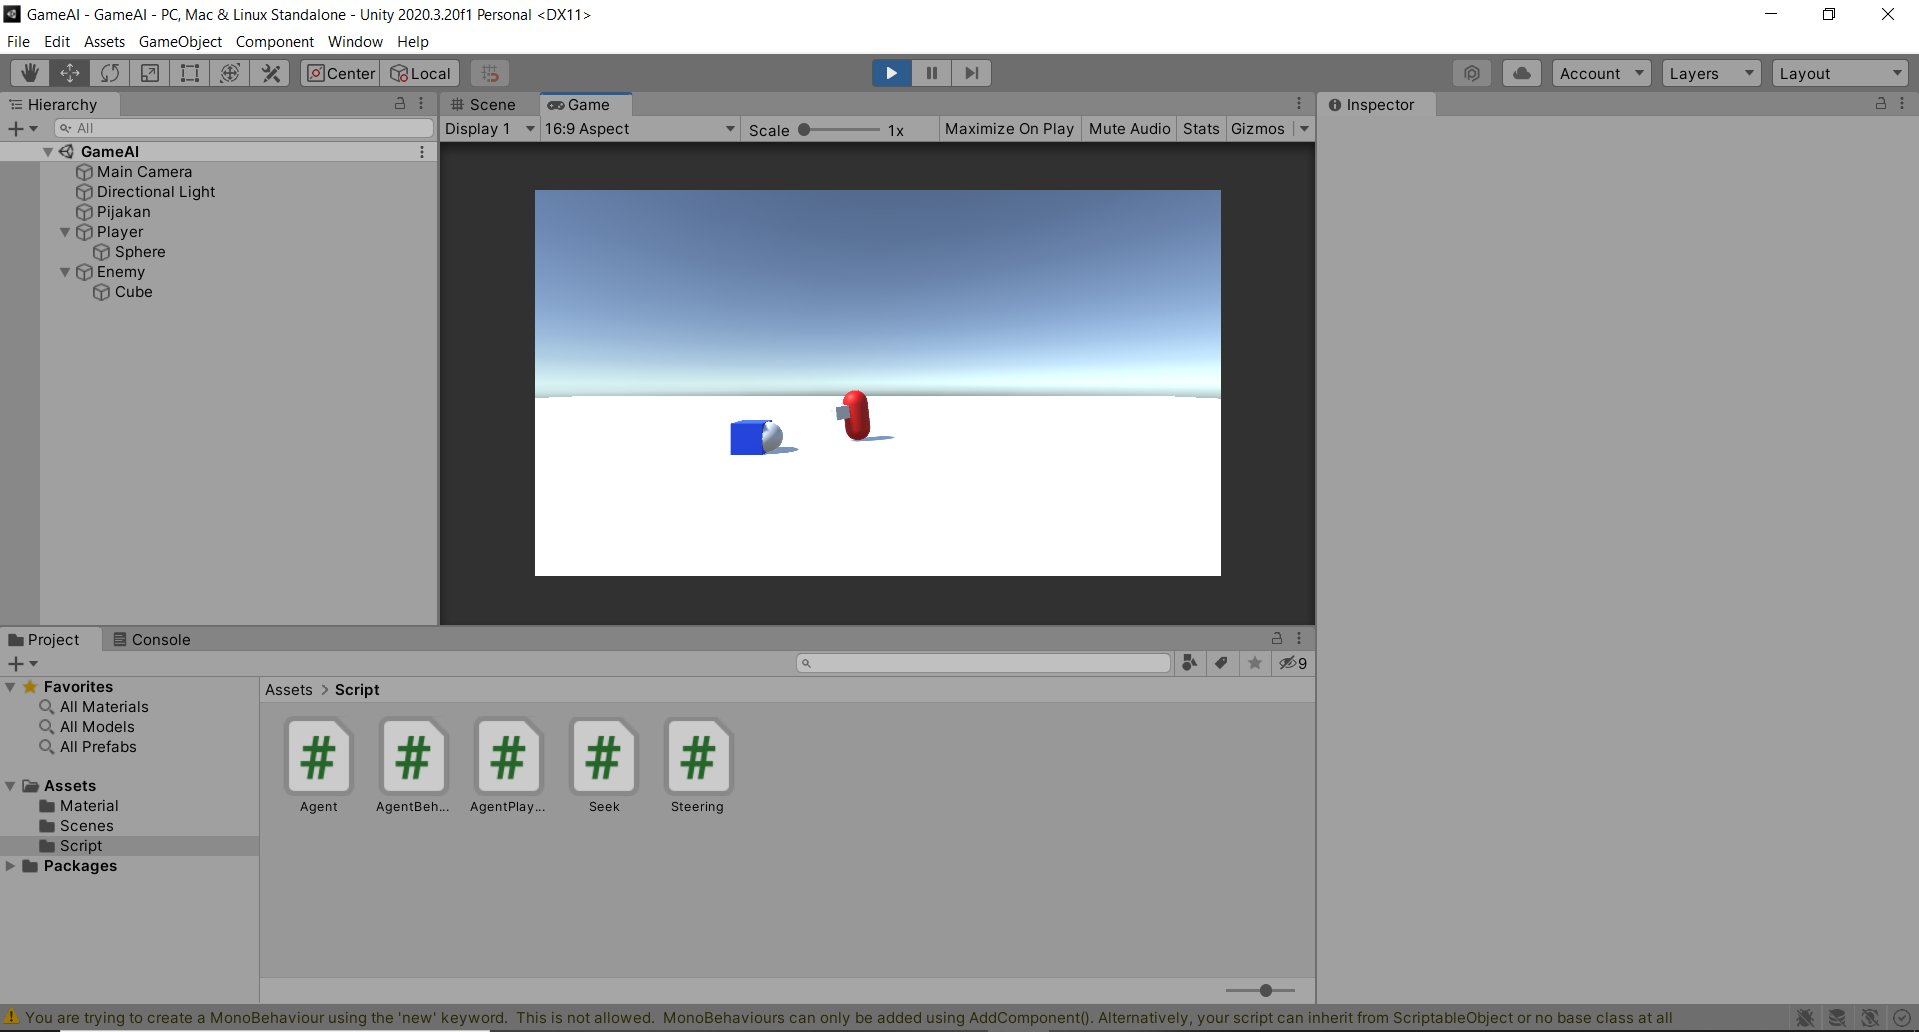 GameAI - GameAI - PC, Mac & Linux Standalone - Unity 2020.3.20f1 Personal <DX11>
File Edit Assets GameObject Component Window Help
Center Local Account Layers Layout
Hierarchy
All
GameAI
Main Camera
Directional Light
Pijakan
Player
Sphere
Enemy
Cube
Scene Game
Display 1 16:9 Aspect Scale 1x Maximize On Play Mute Audio Stats Gizmos
Inspector
Project Console
9
Favorites
All Materials
All Models
All Prefabs
Assets
Material
Scenes
Script
Packages
Assets > Script
Agent AgentBeh... AgentPlay... Seek Steering
You are trying to create a MonoBehaviour using the 'new' keyword. This is not allowed. MonoBehaviours can only be added using AddComponent(). Alternatively, your script can inherit from ScriptableObject or no base class at all